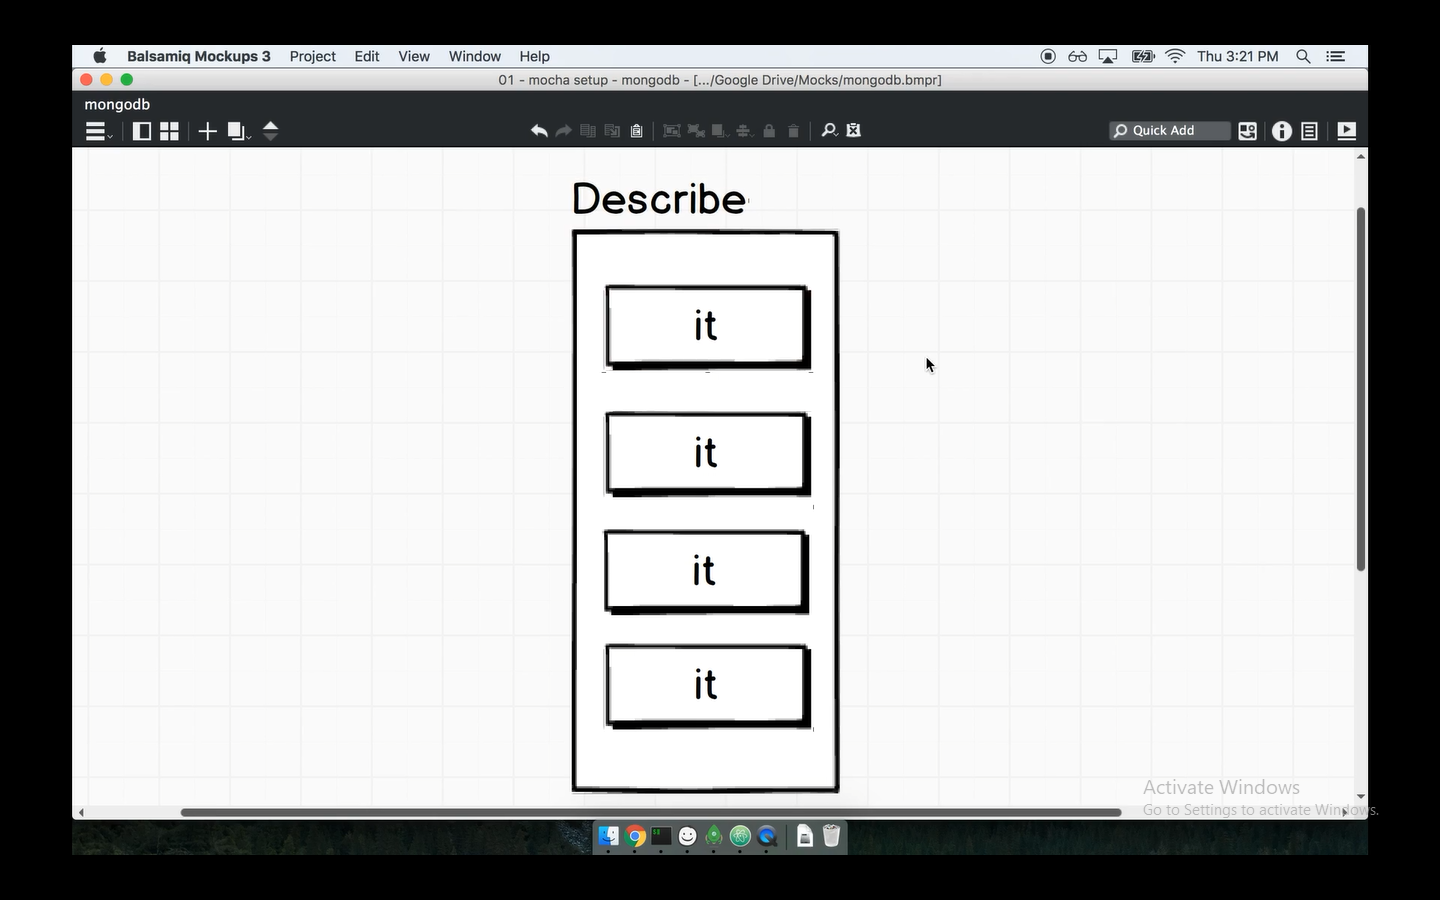 Balsamiq Mockups 3 Project Edit View Window Help Thu 3:21 PM
01 - mocha setup - mongodb - [.../Google Drive/Mocks/mongodb.bmpr]
mongodb
Quick Add
Describe
it
it
it
it
Activate Windows
Go to Settings to activate Windows.